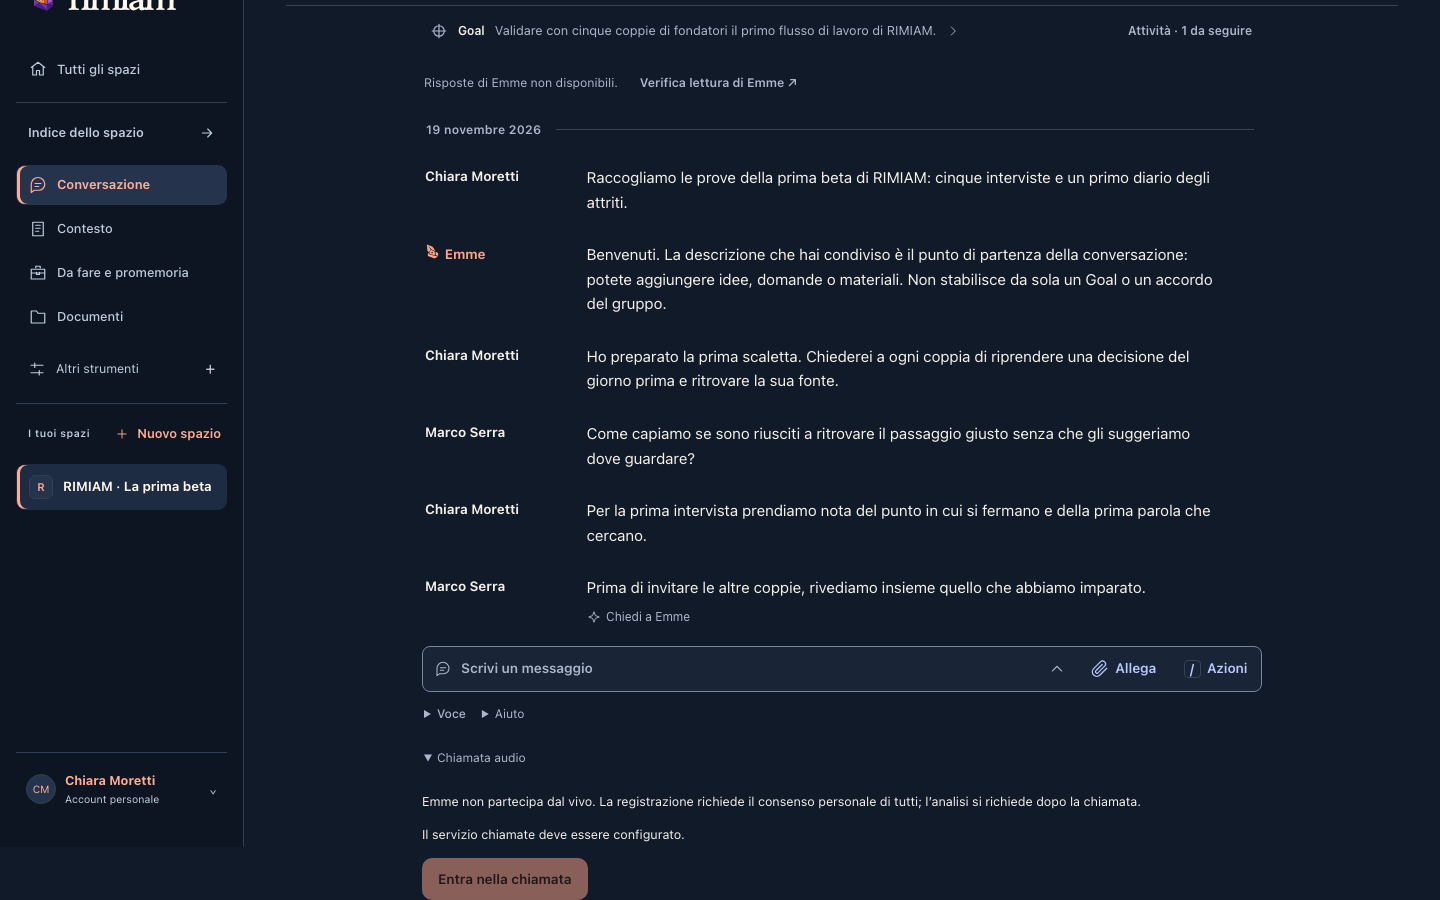 rimiam
Tutti gli spazi
Indice dello spazio
Conversazione
Contesto
Da fare e promemoria
Documenti
Altri strumenti
I tuoi spazi
+ Nuovo spazio
R
RIMIAM · La prima beta
CM
Chiara Moretti
Account personale
Goal Validare con cinque coppie di fondatori il primo flusso di lavoro di RIMIAM.
Attività · 1 da seguire
Risposte di Emme non disponibili.
Verifica lettura di Emme ↗
19 novembre 2026
Chiara Moretti
Raccogliamo le prove della prima beta di RIMIAM: cinque interviste e un primo diario degli
attriti.
Emme
Benvenuti. La descrizione che hai condiviso è il punto di partenza della conversazione:
potete aggiungere idee, domande o materiali. Non stabilisce da sola un Goal o un accordo
del gruppo.
Chiara Moretti
Ho preparato la prima scaletta. Chiederei a ogni coppia di riprendere una decisione del
giorno prima e ritrovare la sua fonte.
Marco Serra
Come capiamo se sono riusciti a ritrovare il passaggio giusto senza che gli suggeriamo
dove guardare?
Chiara Moretti
Per la prima intervista prendiamo nota del punto in cui si fermano e della prima parola che
cercano.
Marco Serra
Prima di invitare le altre coppie, rivediamo insieme quello che abbiamo imparato.
Chiedi a Emme
Scrivi un messaggio
Allega
/ Azioni
Voce
Aiuto
Chiamata audio
Emme non partecipa dal vivo. La registrazione richiede il consenso personale di tutti; l'analisi si richiede dopo la chiamata.
Il servizio chiamate deve essere configurato.
Entra nella chiamata